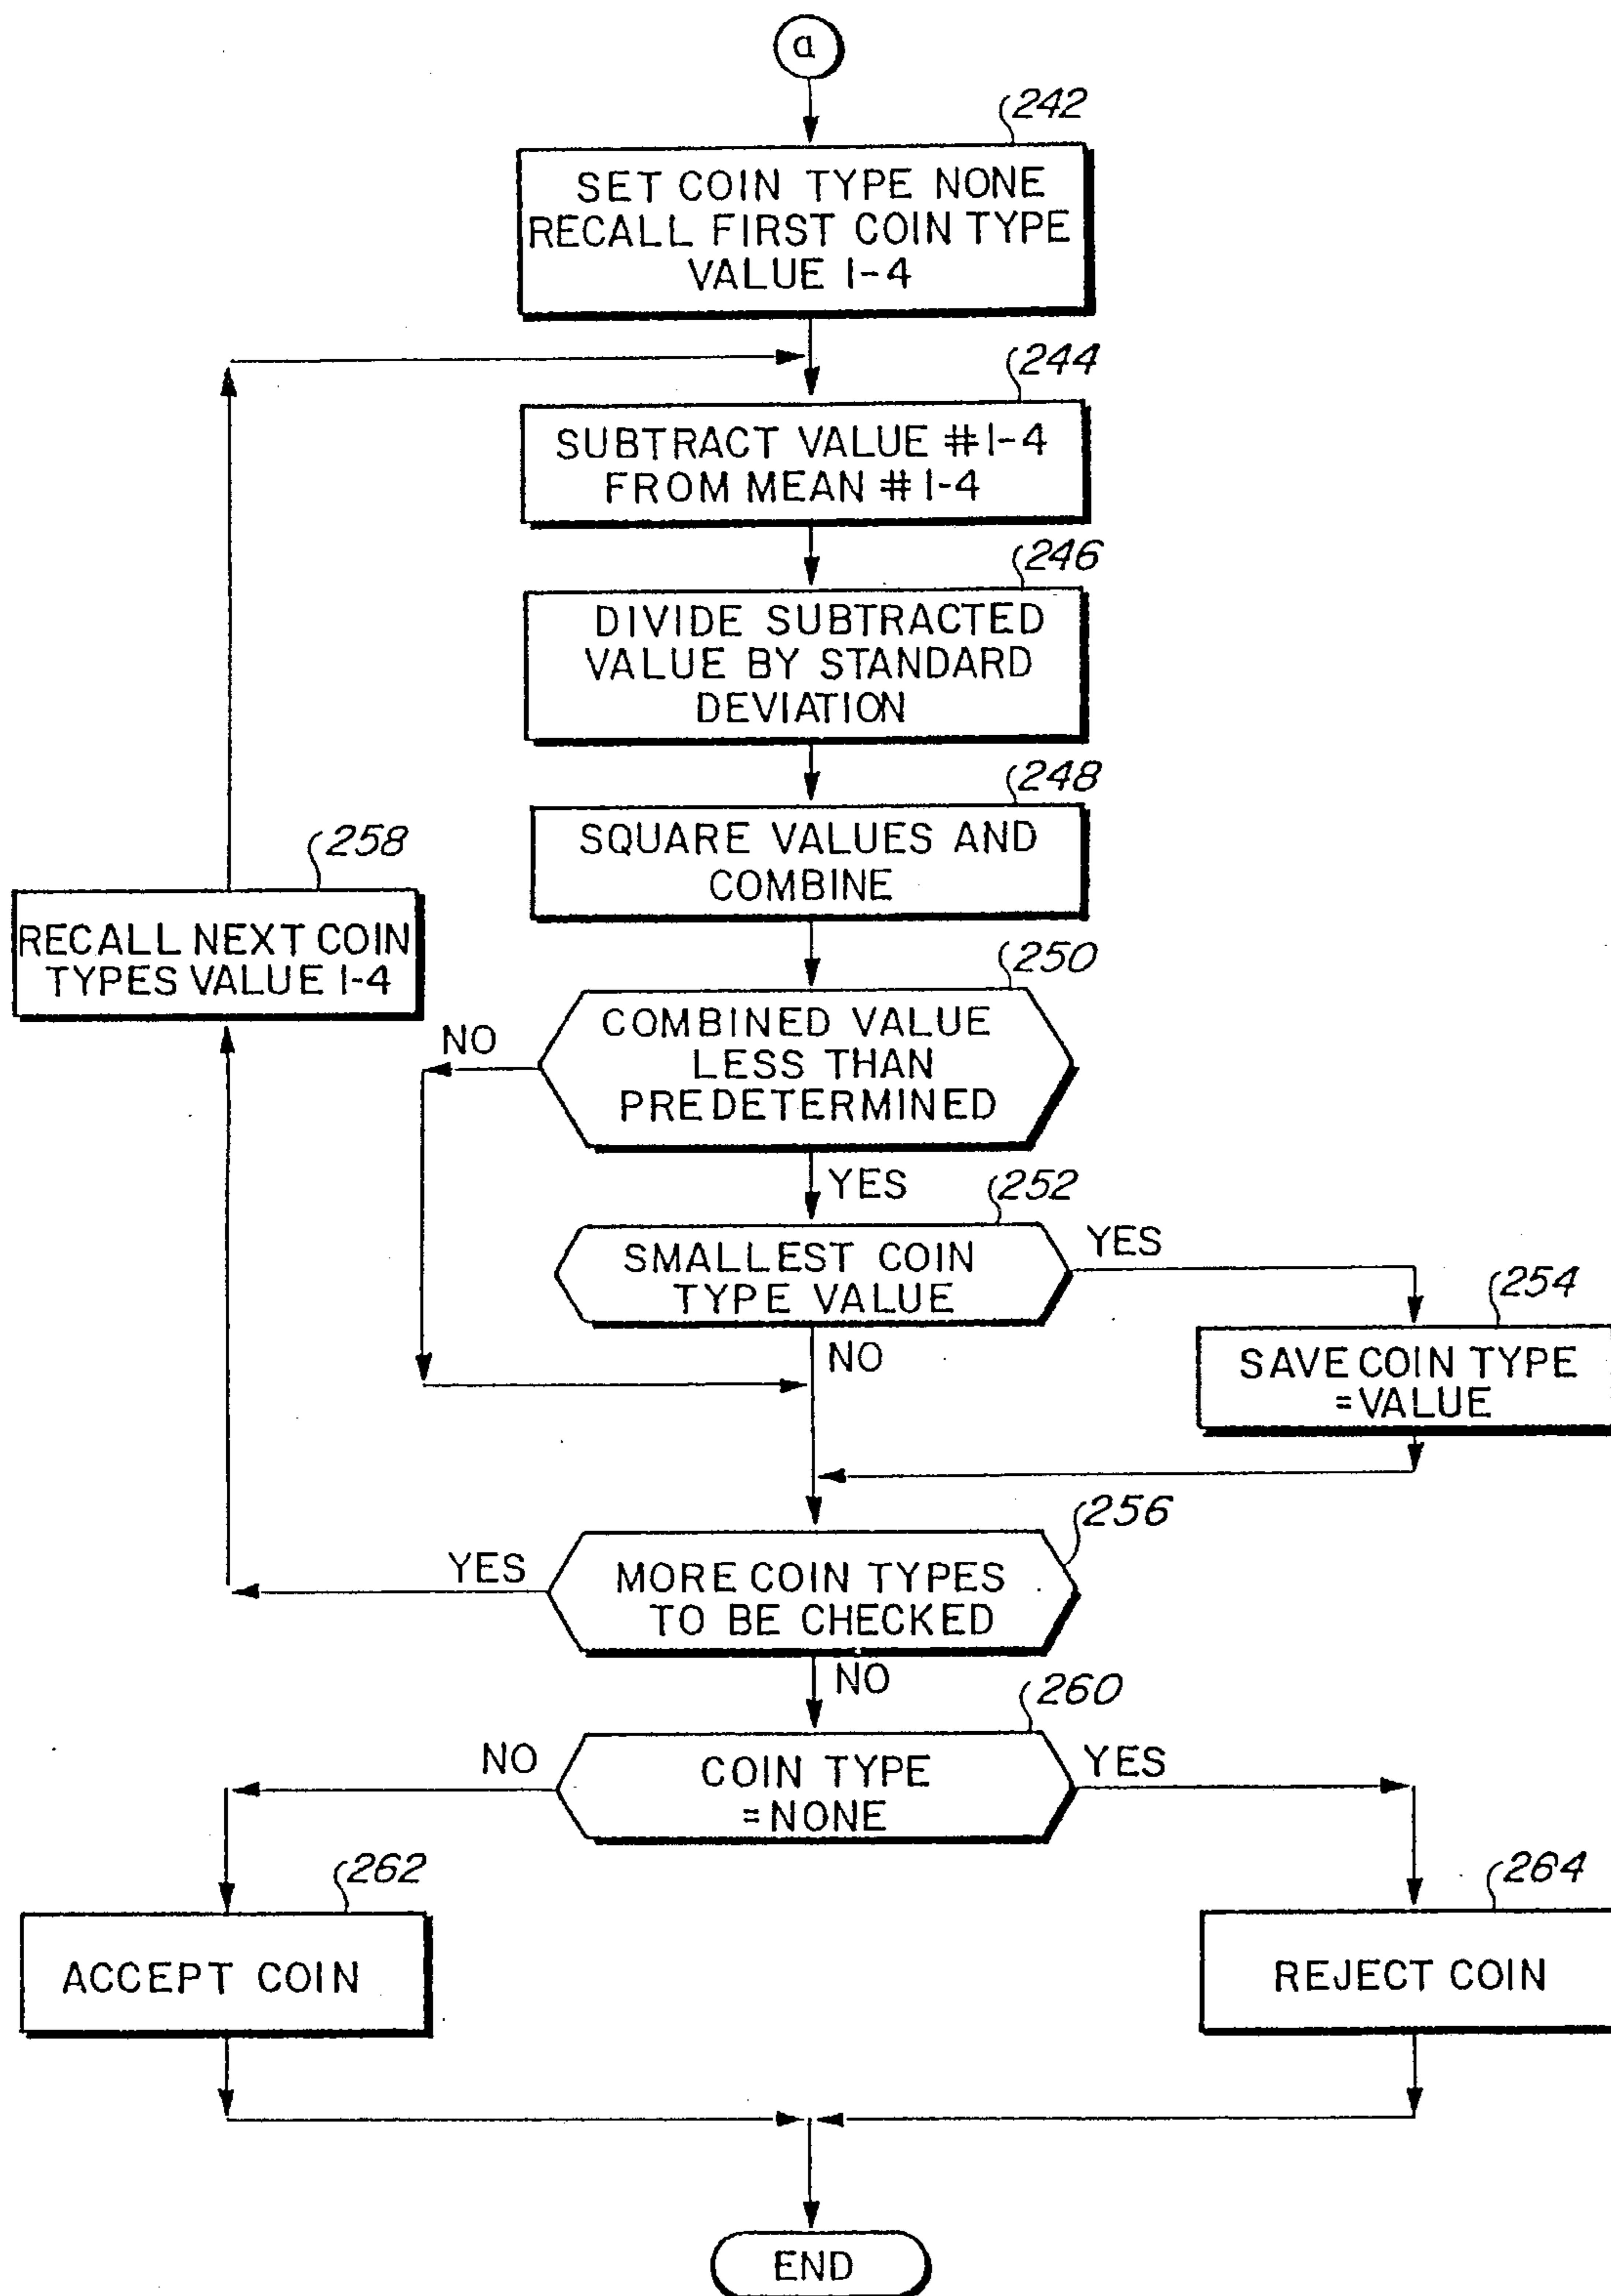 a
242
SET COIN TYPE NONE
RECALL FIRST COIN TYPE
VALUE 1-4
244
SUBTRACT VALUE #1-4
FROM MEAN #1-4
246
DIVIDE SUBTRACTED
VALUE BY STANDARD
DEVIATION
248
SQUARE VALUES AND
COMBINE
258
RECALL NEXT COIN
TYPES VALUE 1-4
250
COMBINED VALUE
LESS THAN
PREDETERMINED
NO
YES
252
SMALLEST COIN
TYPE VALUE
YES
NO
254
SAVE COIN TYPE
=VALUE
256
MORE COIN TYPES
TO BE CHECKED
YES
NO
260
COIN TYPE
=NONE
NO
YES
262
ACCEPT COIN
264
REJECT COIN
END